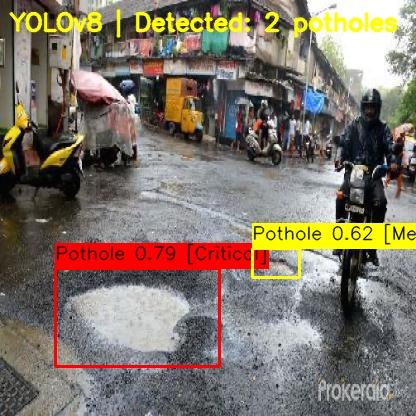 YOLOv8 | Detected: 2 potholes
Pothole 0.62 [Me
Pothole 0.79 [Critical]
Prokerala